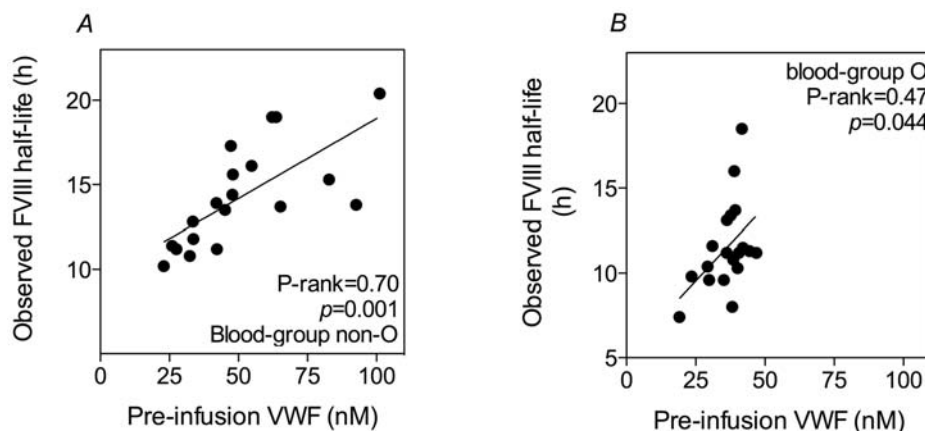 A
Observed FVIII half-life (h)
20
15
10
P-rank=0.70
p=0.001
Blood-group non-O
0
25
50
75
100
Pre-infusion VWF (nM)
B
Observed FVIII half-life
(h)
blood-group O
P-rank=0.47
p=0.044
20
15
10
5
0
25
50
75
100
Pre-infusion VWF (nM)